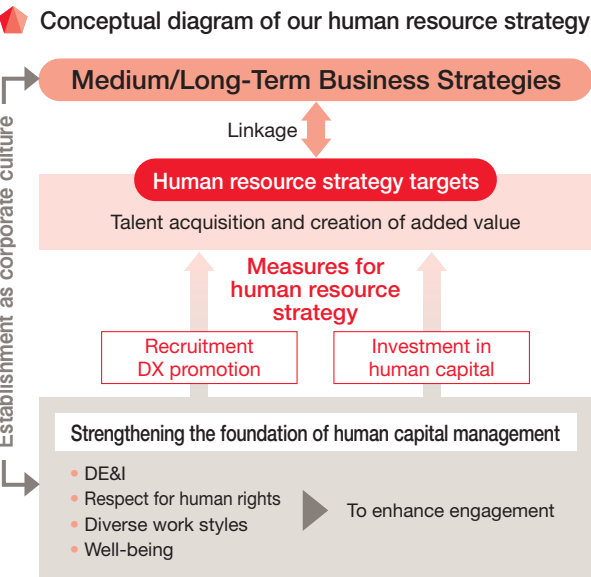 Conceptual diagram of our human resource strategy
Medium/Long-Term Business Strategies
Linkage
Human resource strategy targets
Talent acquisition and creation of added value
Measures for
human resource
strategy
Recruitment
DX promotion
Investment in
human capital
Establishment as corporate culture
Strengthening the foundation of human capital management
• DE&I
• Respect for human rights
• Diverse work styles
• Well-being
To enhance engagement